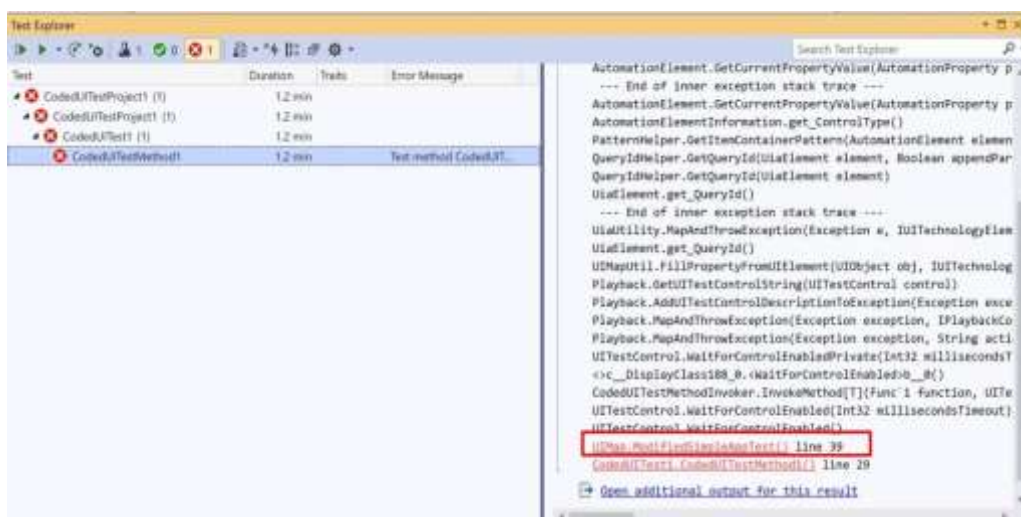 Test Explorer
1 0 1
Search Test Explorer
Test Duration Traits Error Message
CodedUITestProject1 (1) 1.2 min
CodedUITestProject1 (1) 1.2 min
CodedUITest1 (1) 1.2 min
CodedUITestMethod1 1.2 min Test method CodedUIT...
AutomationElement.GetCurrentPropertyValue(AutomationProperty p
--- End of inner exception stack trace ---
AutomationElement.GetCurrentPropertyValue(AutomationProperty p
AutomationElementInformation.get_ControlType()
PatternHelper.GetItemContainerPattern(AutomationElement elemen
QueryIdHelper.GetQueryId(UiaElement element, Boolean appendPar
QueryIdHelper.GetQueryId(UiaElement element)
UiaElement.get_QueryId()
--- End of inner exception stack trace ---
UiaUtility.MapAndThrowException(Exception e, IUITechnologyElem
UiaElement.get_QueryId()
UIMapUtil.FillPropertyFromUIElement(UIObject obj, IUITechnolog
Playback.GetUITestControlString(UITestControl control)
Playback.AddUITestControlDescriptionToException(Exception exce
Playback.MapAndThrowException(Exception exception, IPlaybackCo
Playback.MapAndThrowException(Exception exception, String acti
UITestControl.WaitForControlEnabledPrivate(Int32 millisecondsT
<>c__DisplayClass188_0.<WaitForControlEnabled>b__0()
CodedUITestMethodInvoker.InvokeMethod[T](Func`1 function, UITe
UITestControl.WaitForControlEnabled(Int32 millisecondsTimeout)
UITestControl.WaitForControlEnabled()
UIMap.ModifiedSimpleAppTest() line 39
CodedUITest1.CodedUITestMethod1() line 29
Open additional output for this result